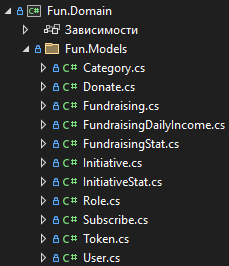 C# Fun.Domain
Зависимости
Fun.Models
C# Category.cs
C# Donate.cs
C# Fundraising.cs
C# FundraisingDailyIncome.cs
C# FundraisingStat.cs
C# Initiative.cs
C# InitiativeStat.cs
C# Role.cs
C# Subscribe.cs
C# Token.cs
C# User.cs